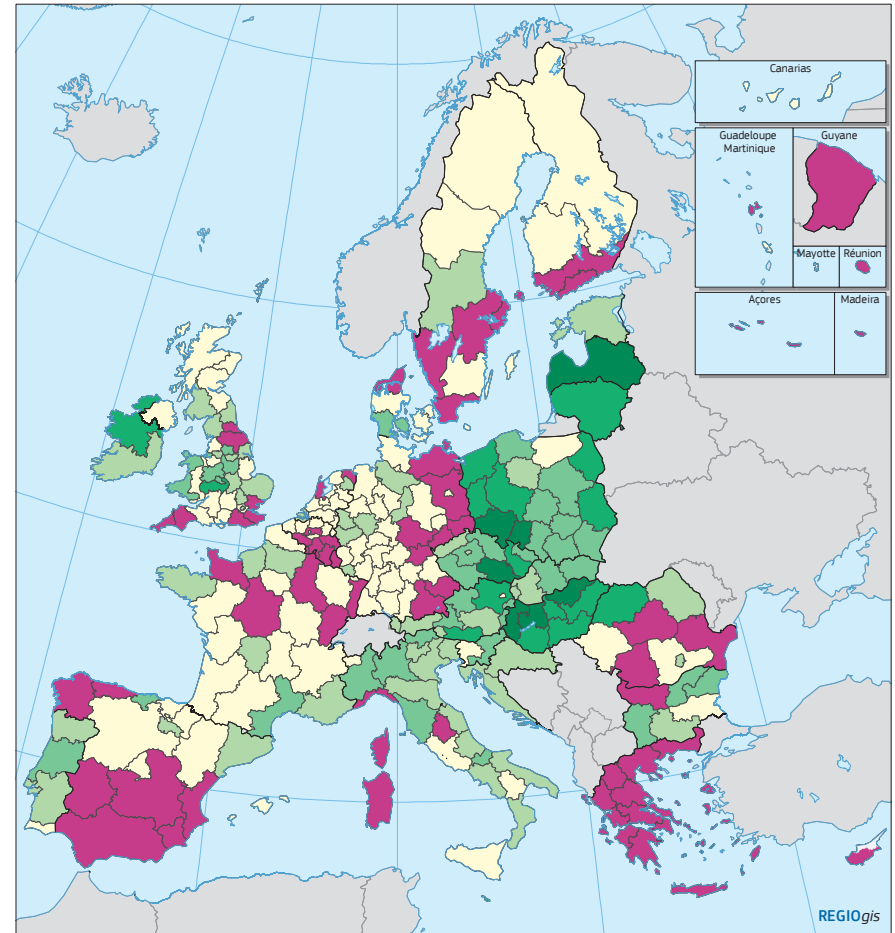 Canarias
Guadeloupe
Martinique
Guyane
Mayotte
Réunion
Açores
Madeira
REGIOgis